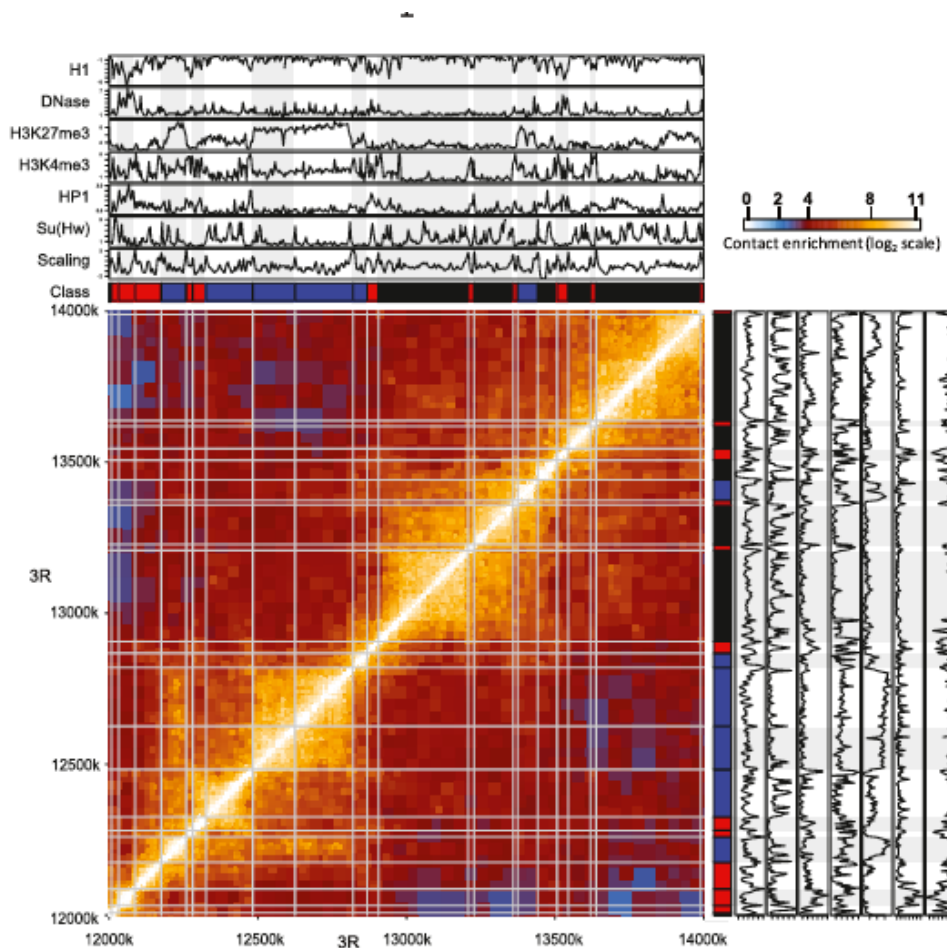 H1
DNase
H3K27me3
H3K4me3
HP1
Su(Hw)
Scaling
Class
0 2 4 8 11
Contact enrichment (log₂ scale)
14000k
13500k
3R
13000k
12500k
12000k
12000k 12500k 3R 13000k 13500k 14000k